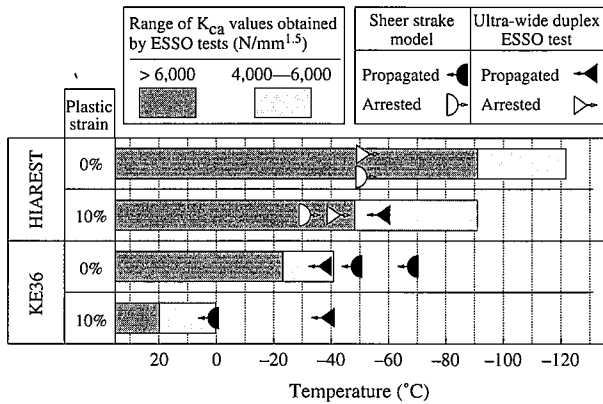 Range of Kca values obtained
by ESSO tests (N/mm1.5)
> 6,000
4,000—6,000
Sheer strake
model
Ultra-wide duplex
ESSO test
Propagated
Propagated
Arrested
Arrested
Plastic
strain
HIAREST
0%
10%
KE36
0%
10%
20 0 −20 −40 −60 −80 −100 −120
Temperature (°C)